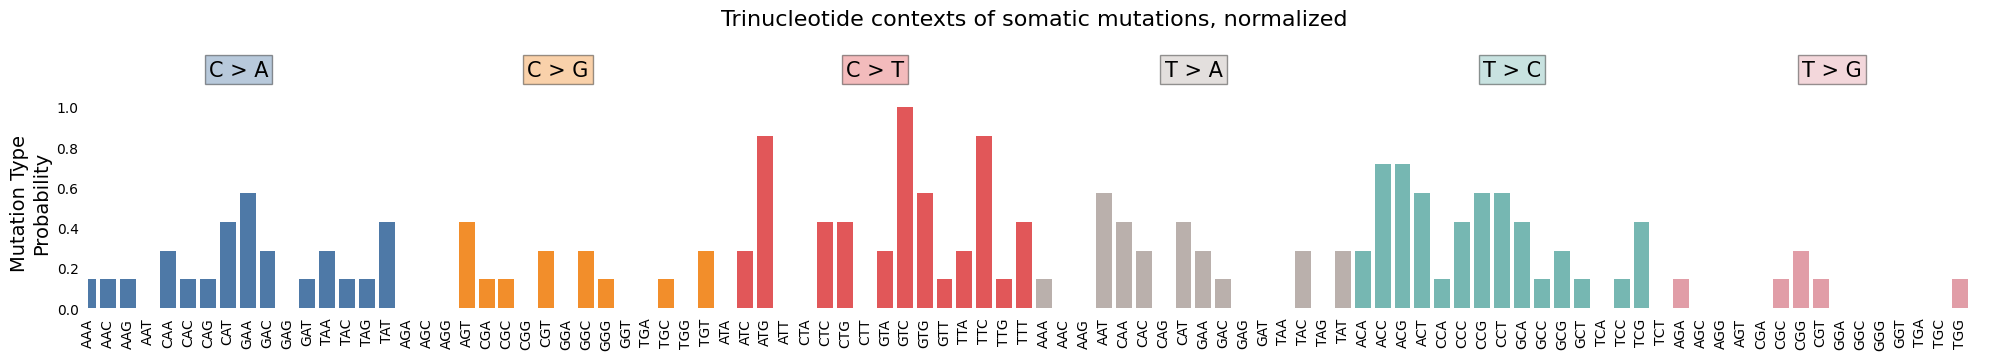 Trinucleotide contexts of somatic mutations, normalized
C > A C > G C > T T > A T > C T > G
Mutation Type
Probability
1.0
0.8
0.6
0.4
0.2
0.0
AAA AAC AAG AAT CAA CAC CAG CAT GAA GAC GAG GAT TAA TAC TAG TAT AGA AGC AGG AGT CGA CGC CGG CGT GGA GGC GGG GGT TGA TGC TGG TGT ATA ATC ATG ATT CTA CTC CTG CTT GTA GTC GTG GTT TTA TTC TTG TTT AAA AAC AAG AAT CAA CAC CAG CAT GAA GAC GAG GAT TAA TAC TAG TAT ACA ACC ACG ACT CCA CCC CCG CCT GCA GCC GCG GCT TCA TCC TCG TCT AGA AGC AGG AGT CGA CGC CGG CGT GGA GGC GGG GGT TGA TGC TGG